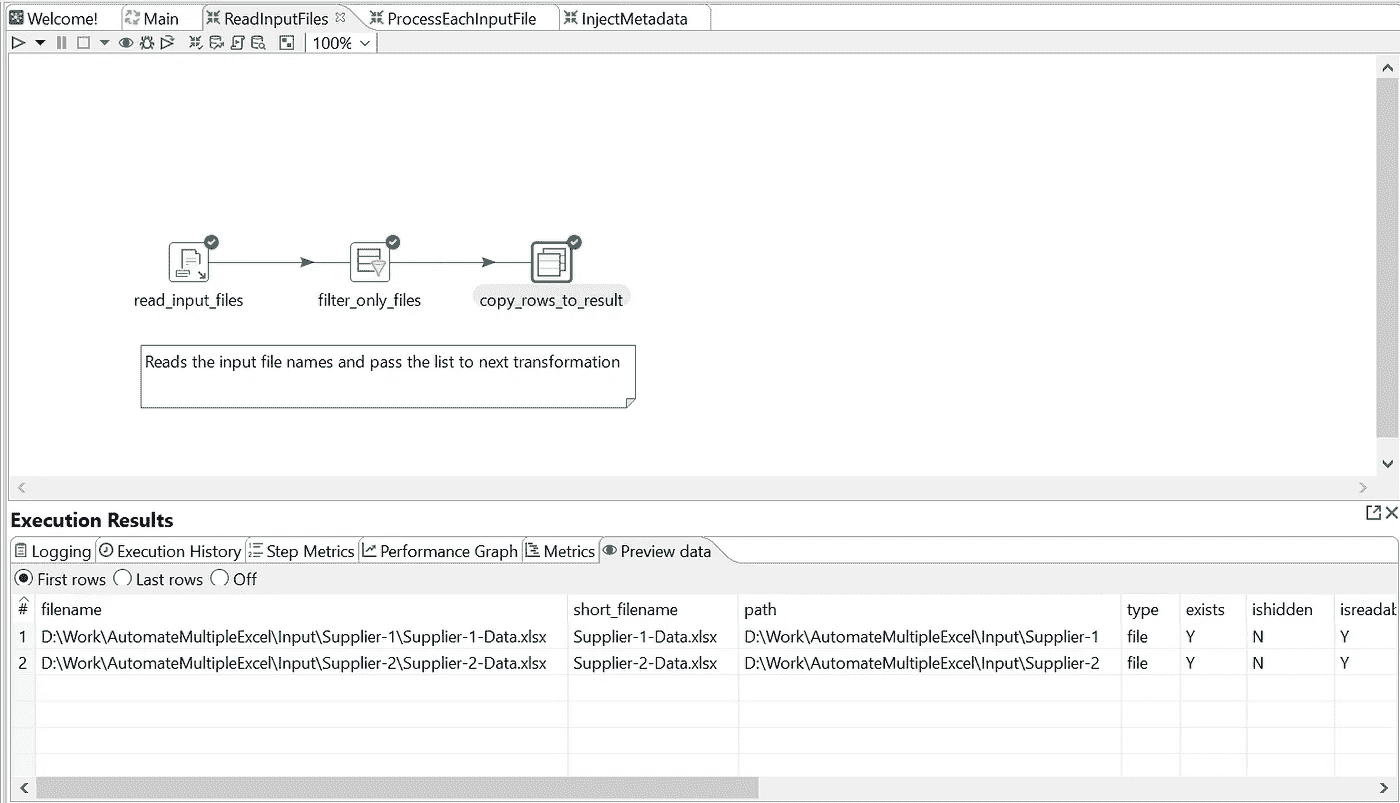 Welcome! Main ReadInputFiles ProcessEachInputFile InjectMetadata
100%
read_input_files filter_only_files copy_rows_to_result
Reads the input file names and pass the list to next transformation
Execution Results
Logging Execution History Step Metrics Performance Graph Metrics Preview data
First rows Last rows Off
# filename short_filename path type exists ishidden isreadab
1 D:\Work\AutomateMultipleExcel\Input\Supplier-1\Supplier-1-Data.xlsx Supplier-1-Data.xlsx D:\Work\AutomateMultipleExcel\Input\Supplier-1 file Y N Y
2 D:\Work\AutomateMultipleExcel\Input\Supplier-2\Supplier-2-Data.xlsx Supplier-2-Data.xlsx D:\Work\AutomateMultipleExcel\Input\Supplier-2 file Y N Y